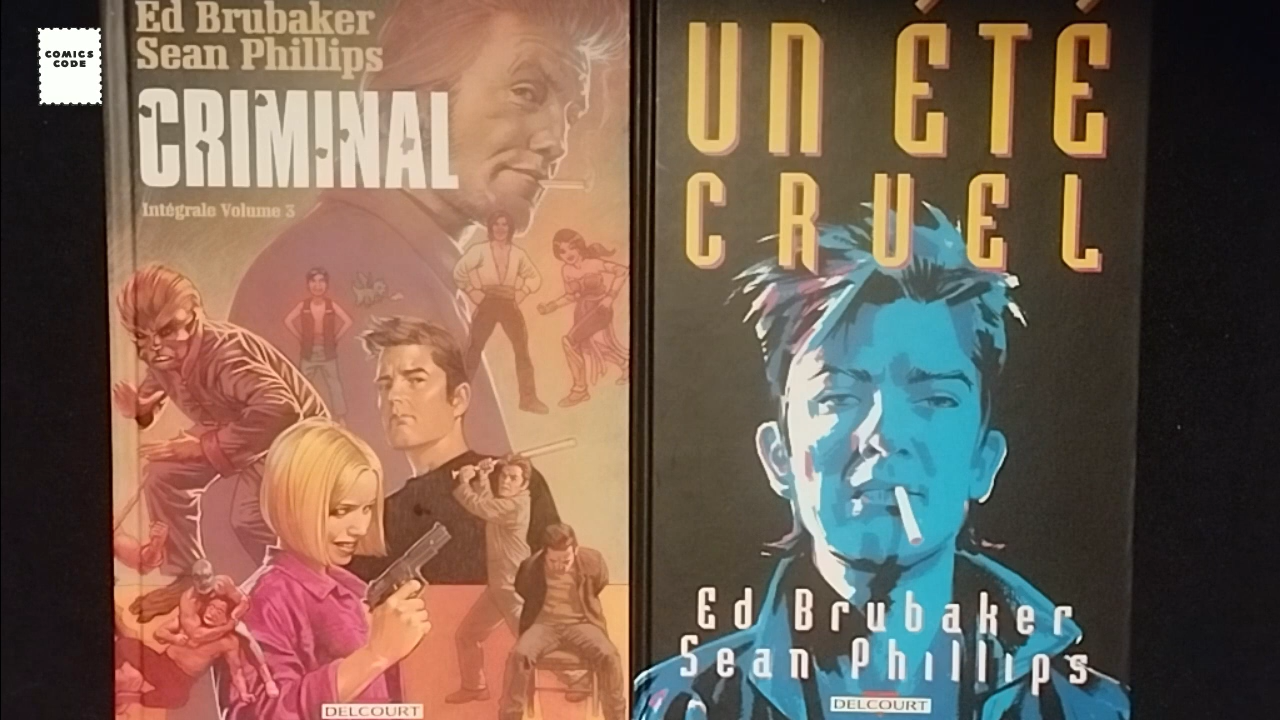 COMICS
CODE
Ed Brubaker
Sean Phillips
CRIMINAL
Intégrale Volume 3
DELCOURT
UN ÉTÉ
CRUEL
Ed Brubaker
Sean Phillips
DELCOURT